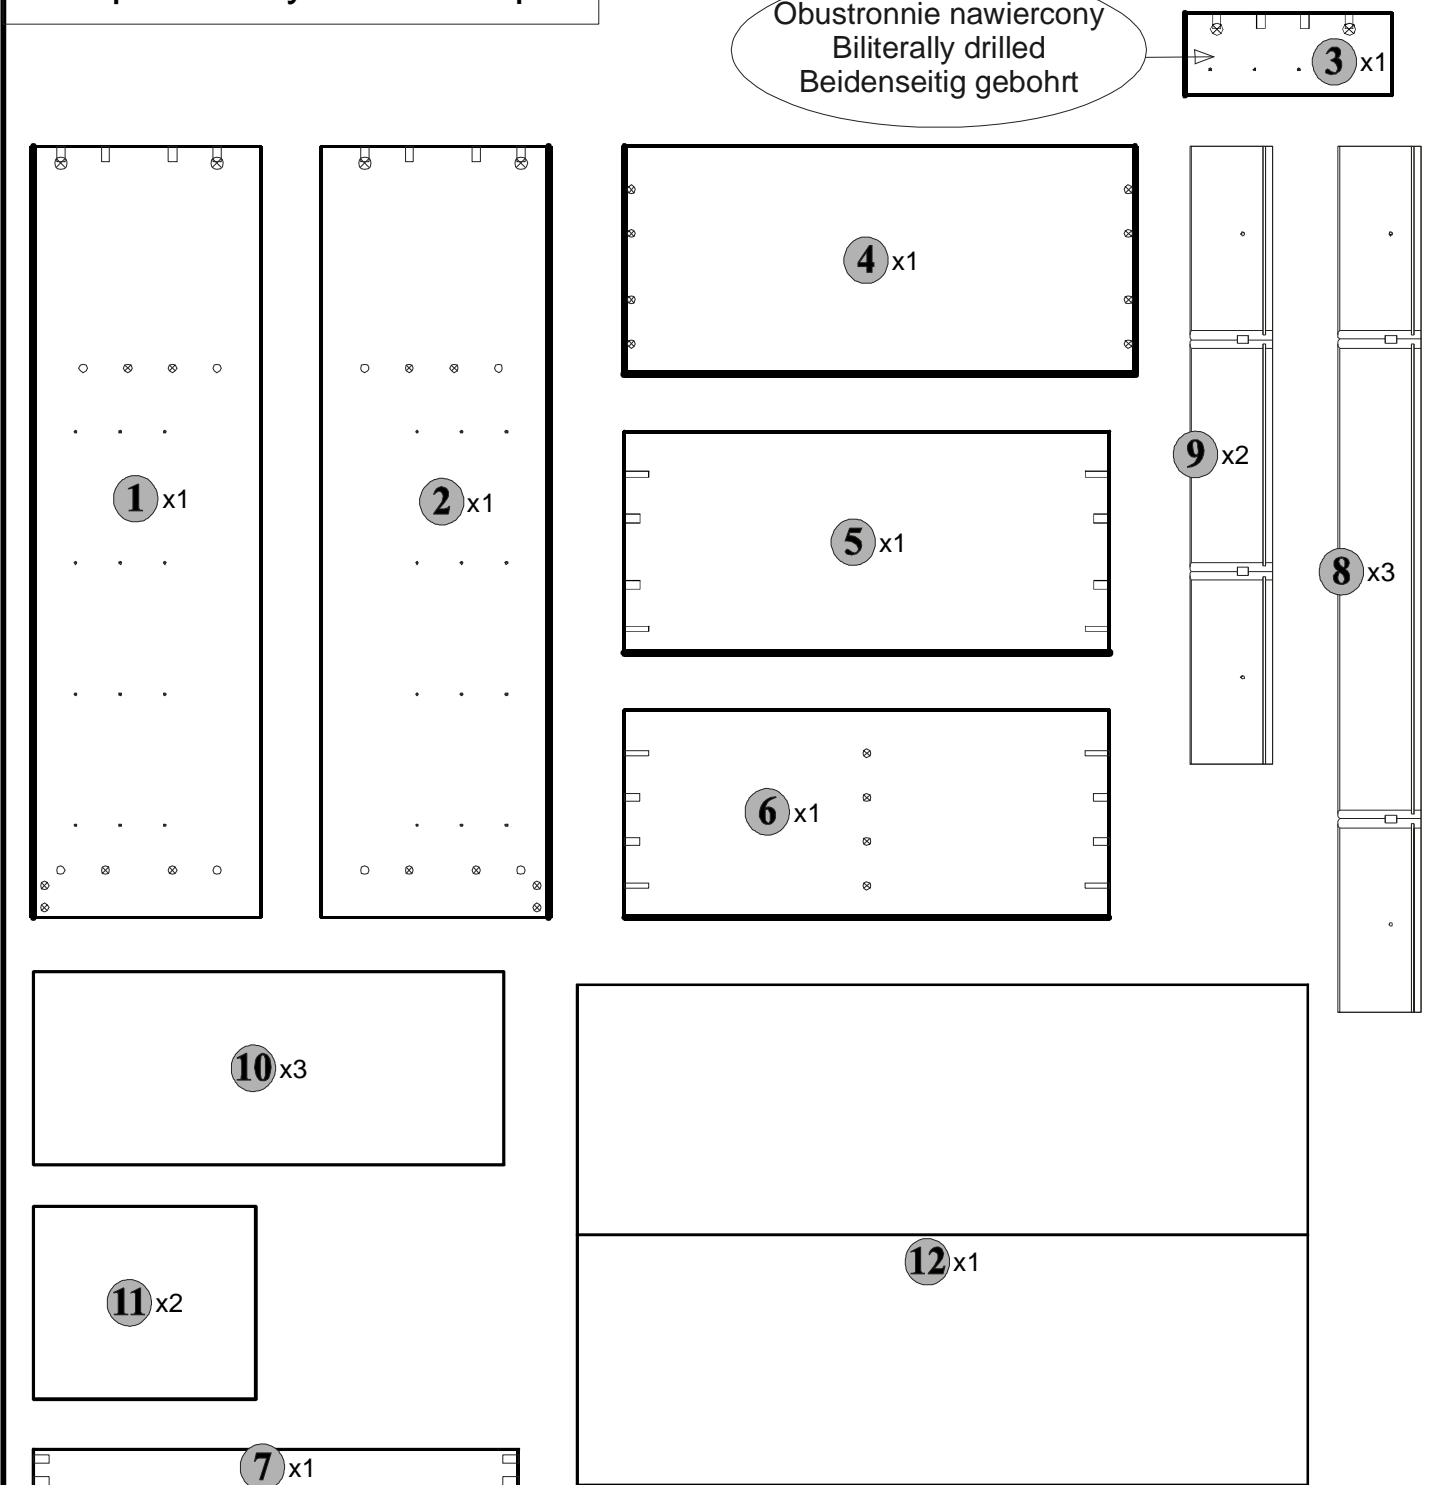 Obustronnie nawiercony
Biliterally drilled
Beidenseitig gebohrt
3 x1
1 x1
2 x1
4 x1
5 x1
6 x1
9 x2
8 x3
10 x3
11 x2
12 x1
7 x1